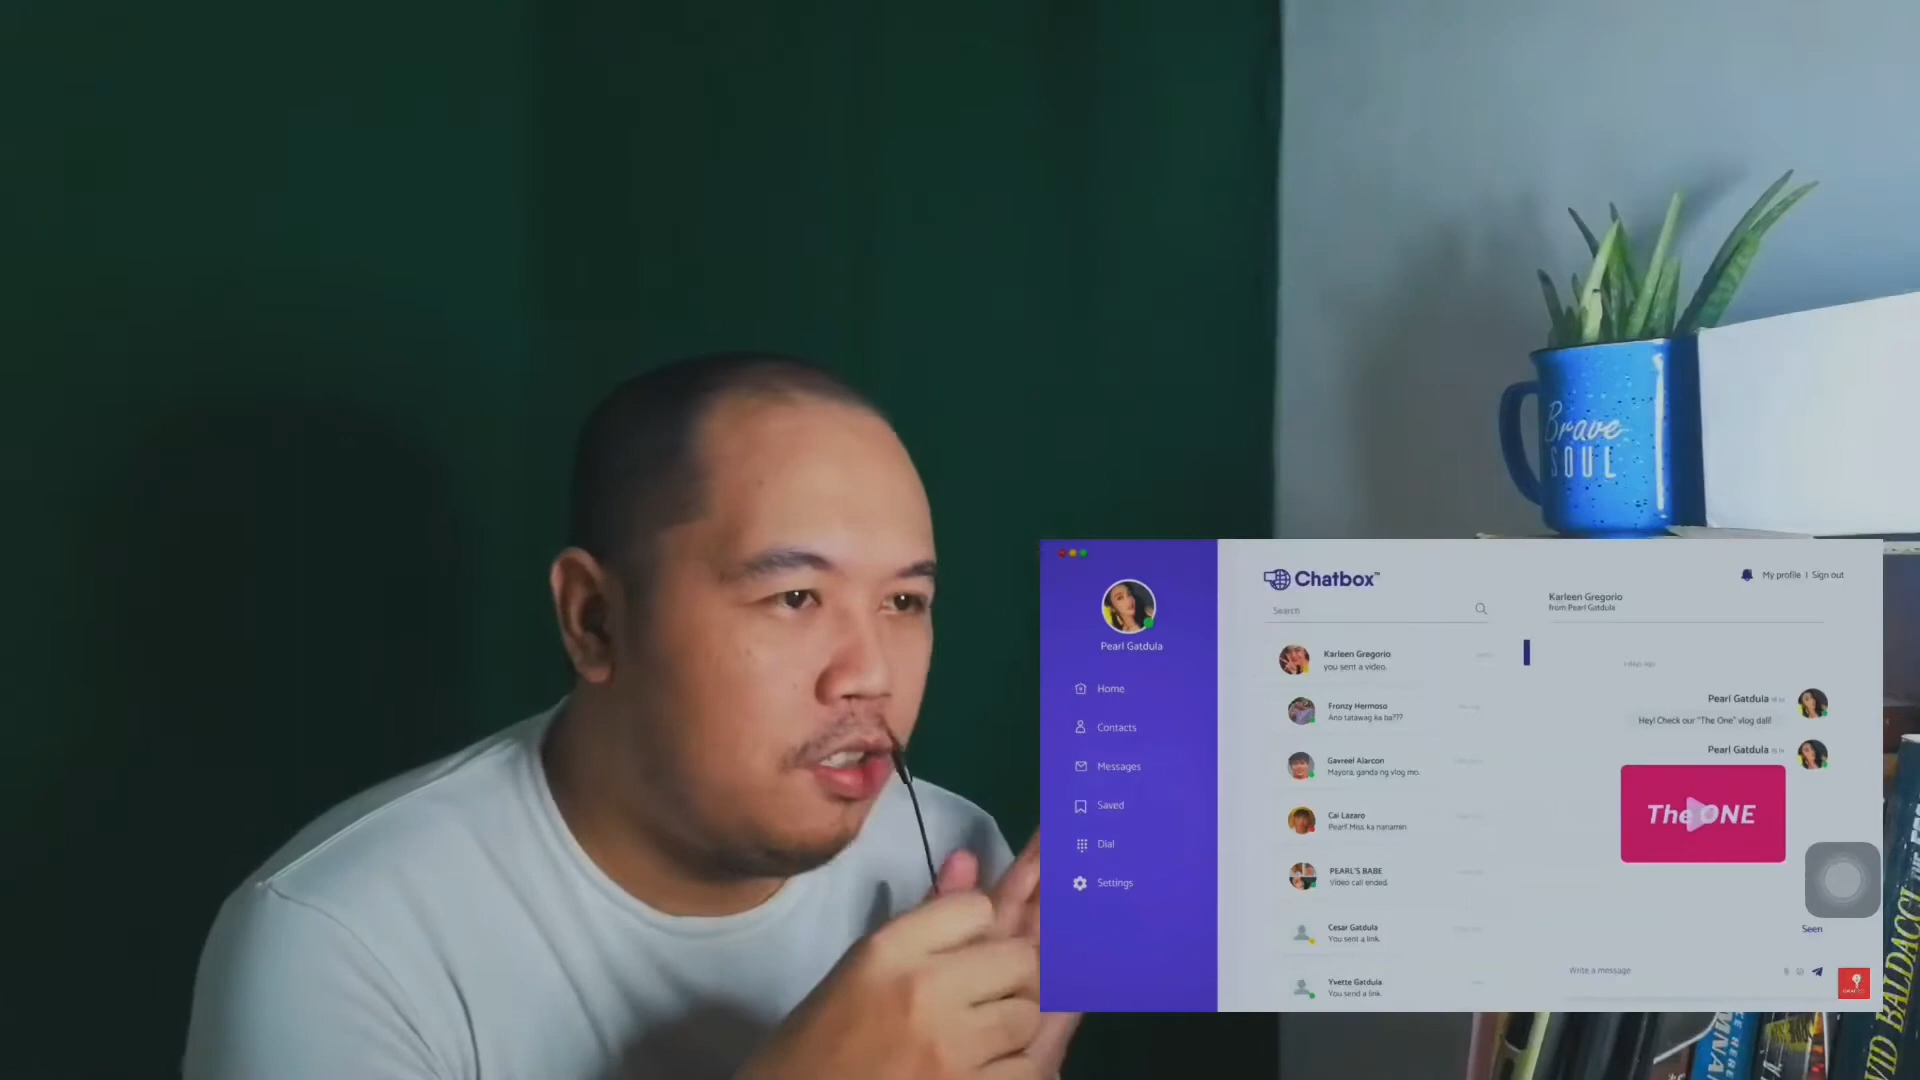 Brave
SOUL
Chatbox™
My profile | Sign out
Search
Karleen Gregorio
from Pearl Gatdula
Pearl Gatdula
Home
Contacts
Messages
Saved
Dial
Settings
Karleen Gregorio
you sent a video.
Fronzy Hermoso
Ano tatawag ka ba???
Gavreel Alarcon
Mayora, ganda ng vlog mo.
Cai Lazaro
Pearl! Miss ka nanamin
PEARL'S BABE
Video call ended.
Cesar Gatdula
You sent a link.
Yvette Gatdula
You send a link.
Pearl Gatdula
Hey! Check our "The One" vlog dali!
Pearl Gatdula
The ONE
Seen
Write a message
DAVID BALDACCI